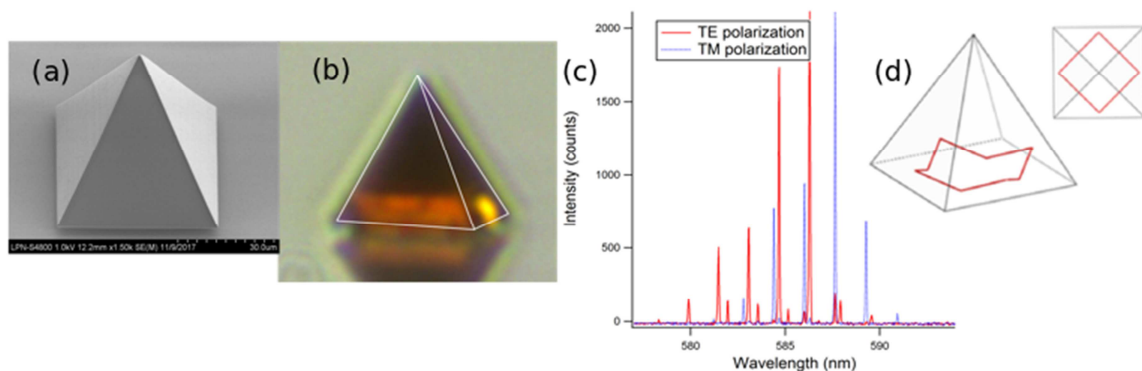 (a)
LPN-S4800 1.0kV 12.2mm x1.50k SE(M) 11/9/2017
30.0um
(b)
(c)
TE polarization
TM polarization
2000
1500
1000
500
0
Intensity (counts)
580
585
590
Wavelength (nm)
(d)